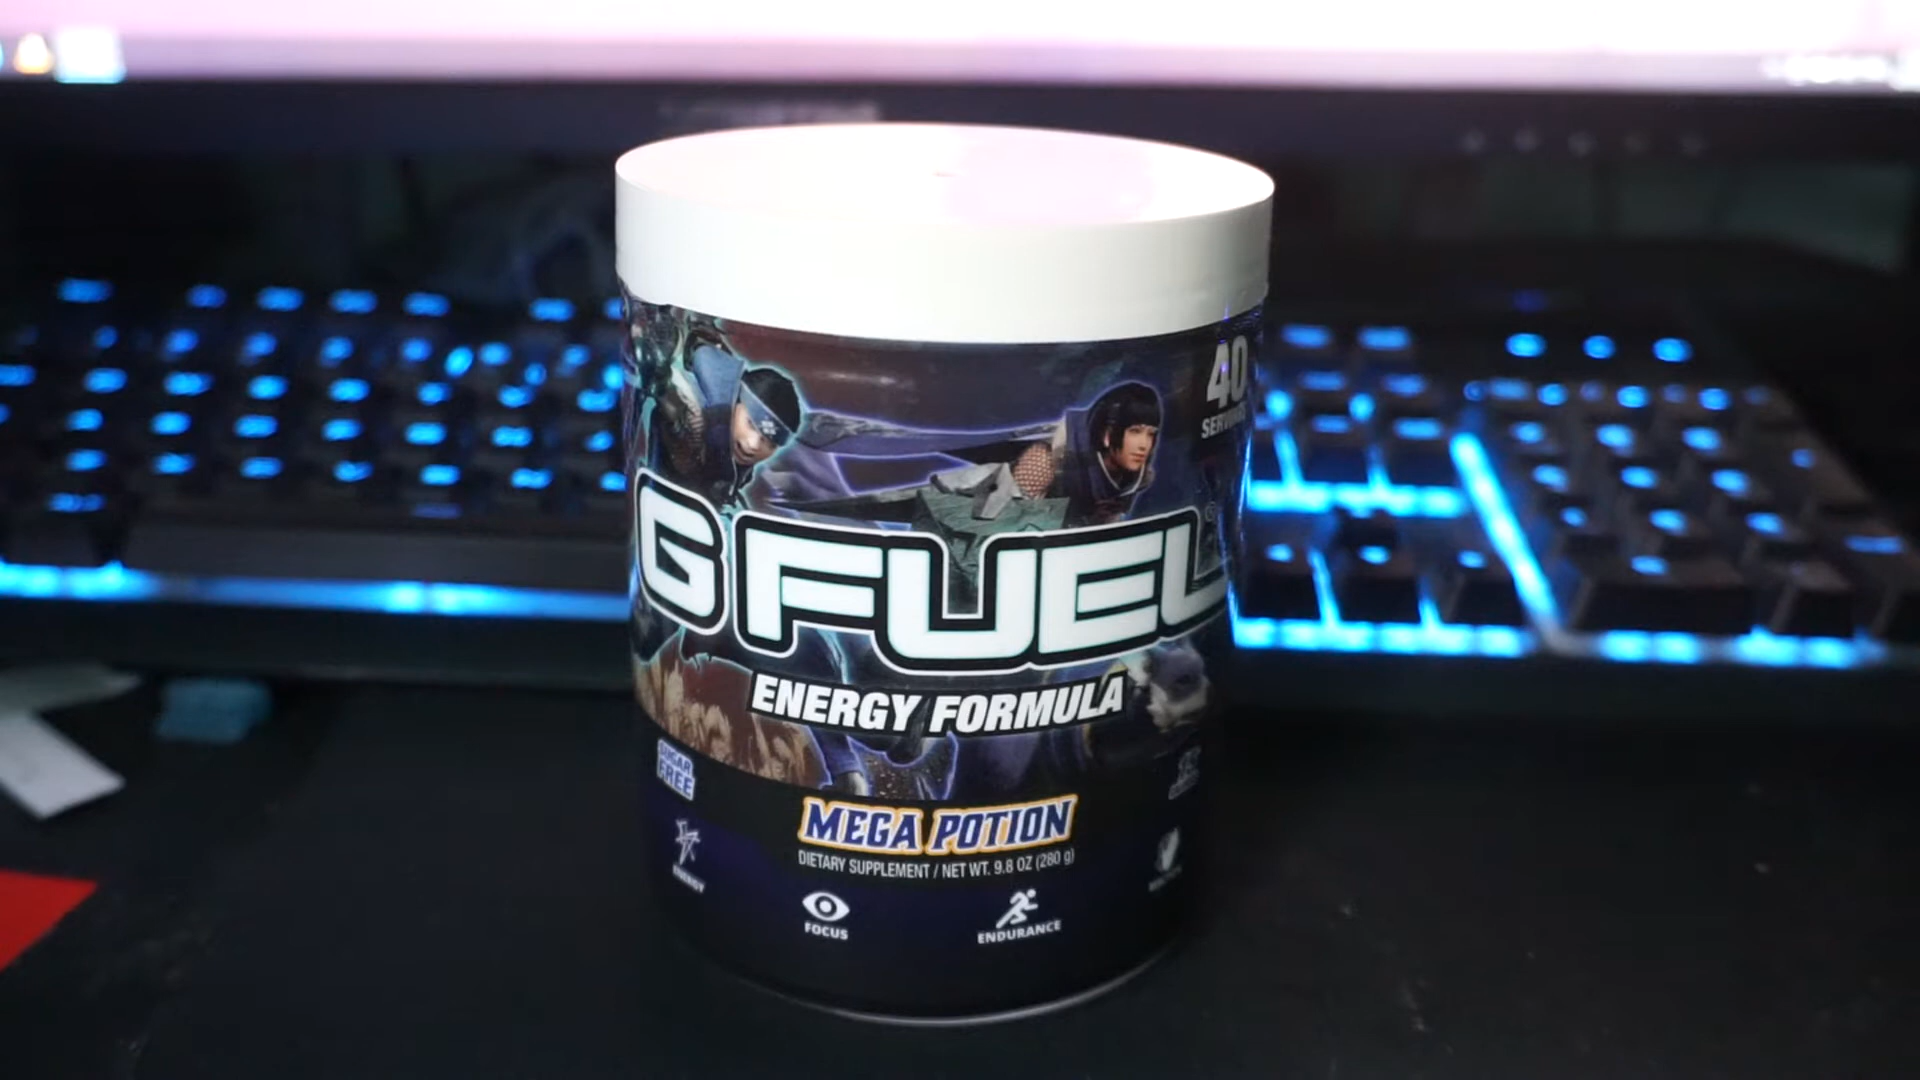 40
SERVINGS
G FUEL
ENERGY FORMULA
SUGAR
FREE
MEGA POTION
DIETARY SUPPLEMENT / NET WT. 9.8 OZ (280 g)
ENERGY
FOCUS
ENDURANCE